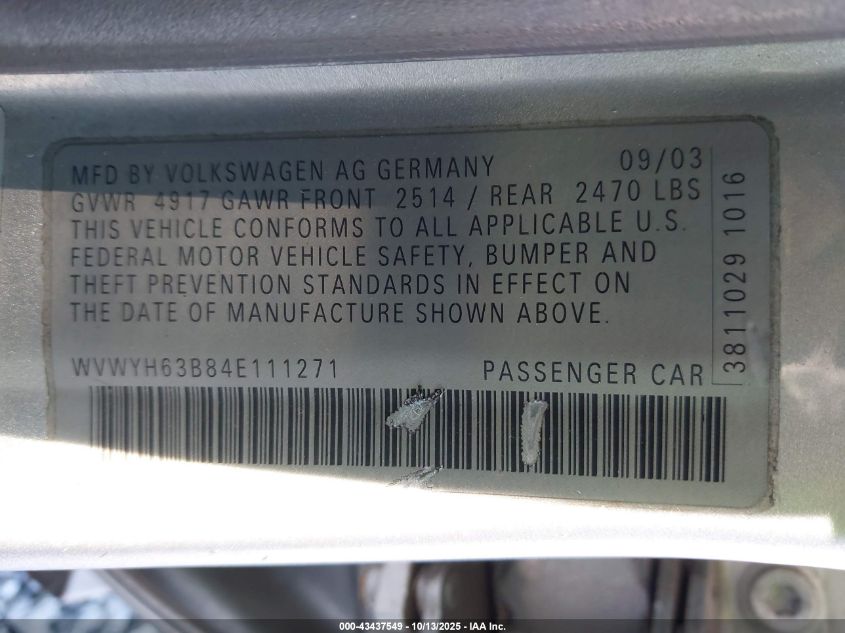 MFD BY VOLKSWAGEN AG GERMANY 09/03
GVWR 4917 GAWR FRONT 2514 / REAR 2470 LBS
THIS VEHICLE CONFORMS TO ALL APPLICABLE U.S.
FEDERAL MOTOR VEHICLE SAFETY, BUMPER AND
THEFT PREVENTION STANDARDS IN EFFECT ON
THE DATE OF MANUFACTURE SHOWN ABOVE.
WVWYH63B84E111271 PASSENGER CAR
3811029 1016
000-43437549 - 10/13/2025 - IAA Inc.